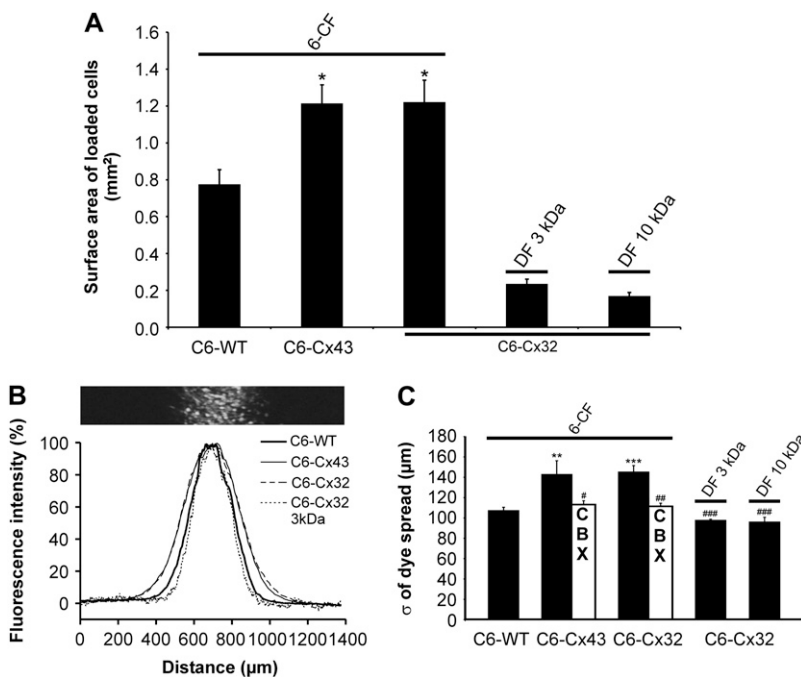 A
6-CF
Surface area of loaded cells
(mm²)
1.6
1.4
1.2
1.0
0.8
0.6
0.4
0.2
0.0
*
*
DF 3 kDa
DF 10 kDa
C6-WT
C6-Cx43
C6-Cx32
B
Fluorescence intensity (%)
100
80
60
40
20
0
C6-WT
C6-Cx43
C6-Cx32
C6-Cx32
3kDa
0 200 400 600 800 1000 1200 1400
Distance (µm)
C
6-CF
σ of dye spread (µm)
180
160
140
120
100
80
60
40
20
0
**
#
CBX
***
##
CBX
DF 3 kDa
###
DF 10 kDa
###
C6-WT C6-Cx43 C6-Cx32 C6-Cx32